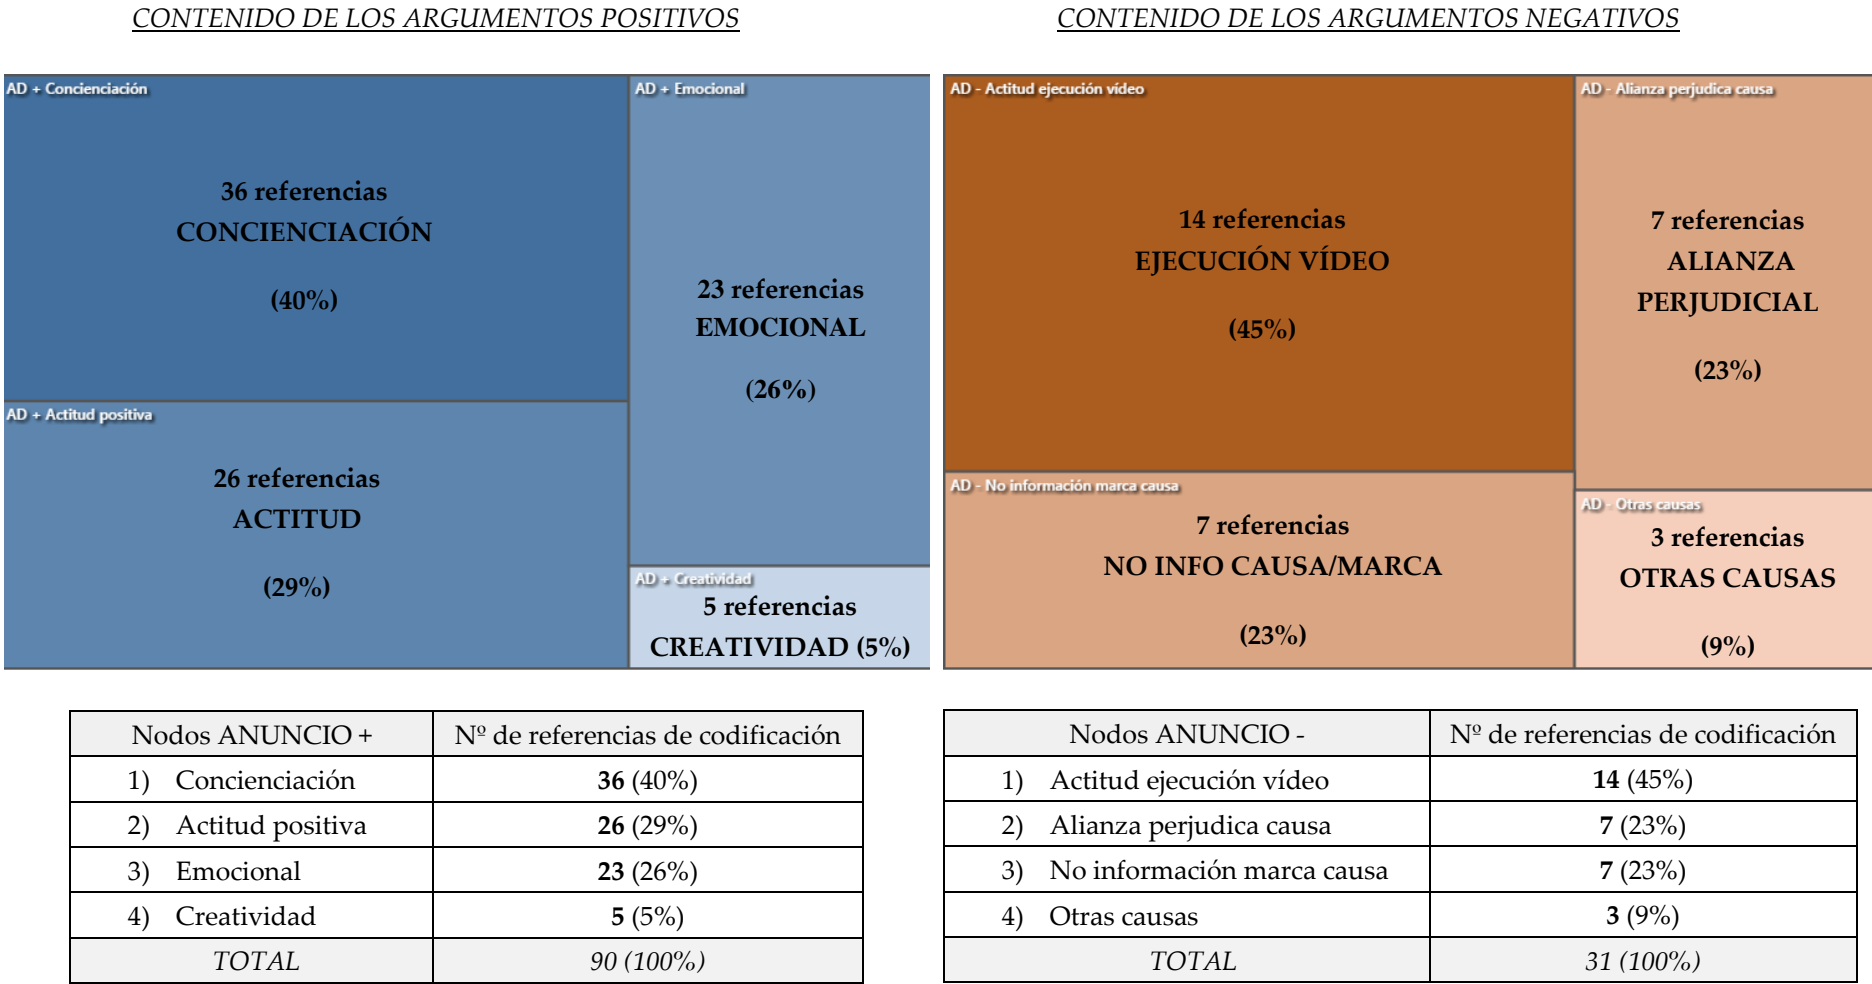 CONTENIDO DE LOS ARGUMENTOS POSITIVOS
AD + Concienciación
36 referencias
CONCIENCIACIÓN
(40%)
AD + Emocional
23 referencias
EMOCIONAL
(26%)
AD + Actitud positiva
26 referencias
ACTITUD
(29%)
AD + Creatividad
5 referencias
CREATIVIDAD (5%)
CONTENIDO DE LOS ARGUMENTOS NEGATIVOS
AD - Actitud ejecución vídeo
14 referencias
EJECUCIÓN VÍDEO
(45%)
AD - Alianza perjudica causa
7 referencias
ALIANZA
PERJUDICIAL
(23%)
AD - No información marca causa
7 referencias
NO INFO CAUSA/MARCA
(23%)
AD - Otras causas
3 referencias
OTRAS CAUSAS
(9%)
Nodos ANUNCIO + Nº de referencias de codificación
1) Concienciación 36 (40%)
2) Actitud positiva 26 (29%)
3) Emocional 23 (26%)
4) Creatividad 5 (5%)
TOTAL 90 (100%)
Nodos ANUNCIO - Nº de referencias de codificación
1) Actitud ejecución vídeo 14 (45%)
2) Alianza perjudica causa 7 (23%)
3) No información marca causa 7 (23%)
4) Otras causas 3 (9%)
TOTAL 31 (100%)